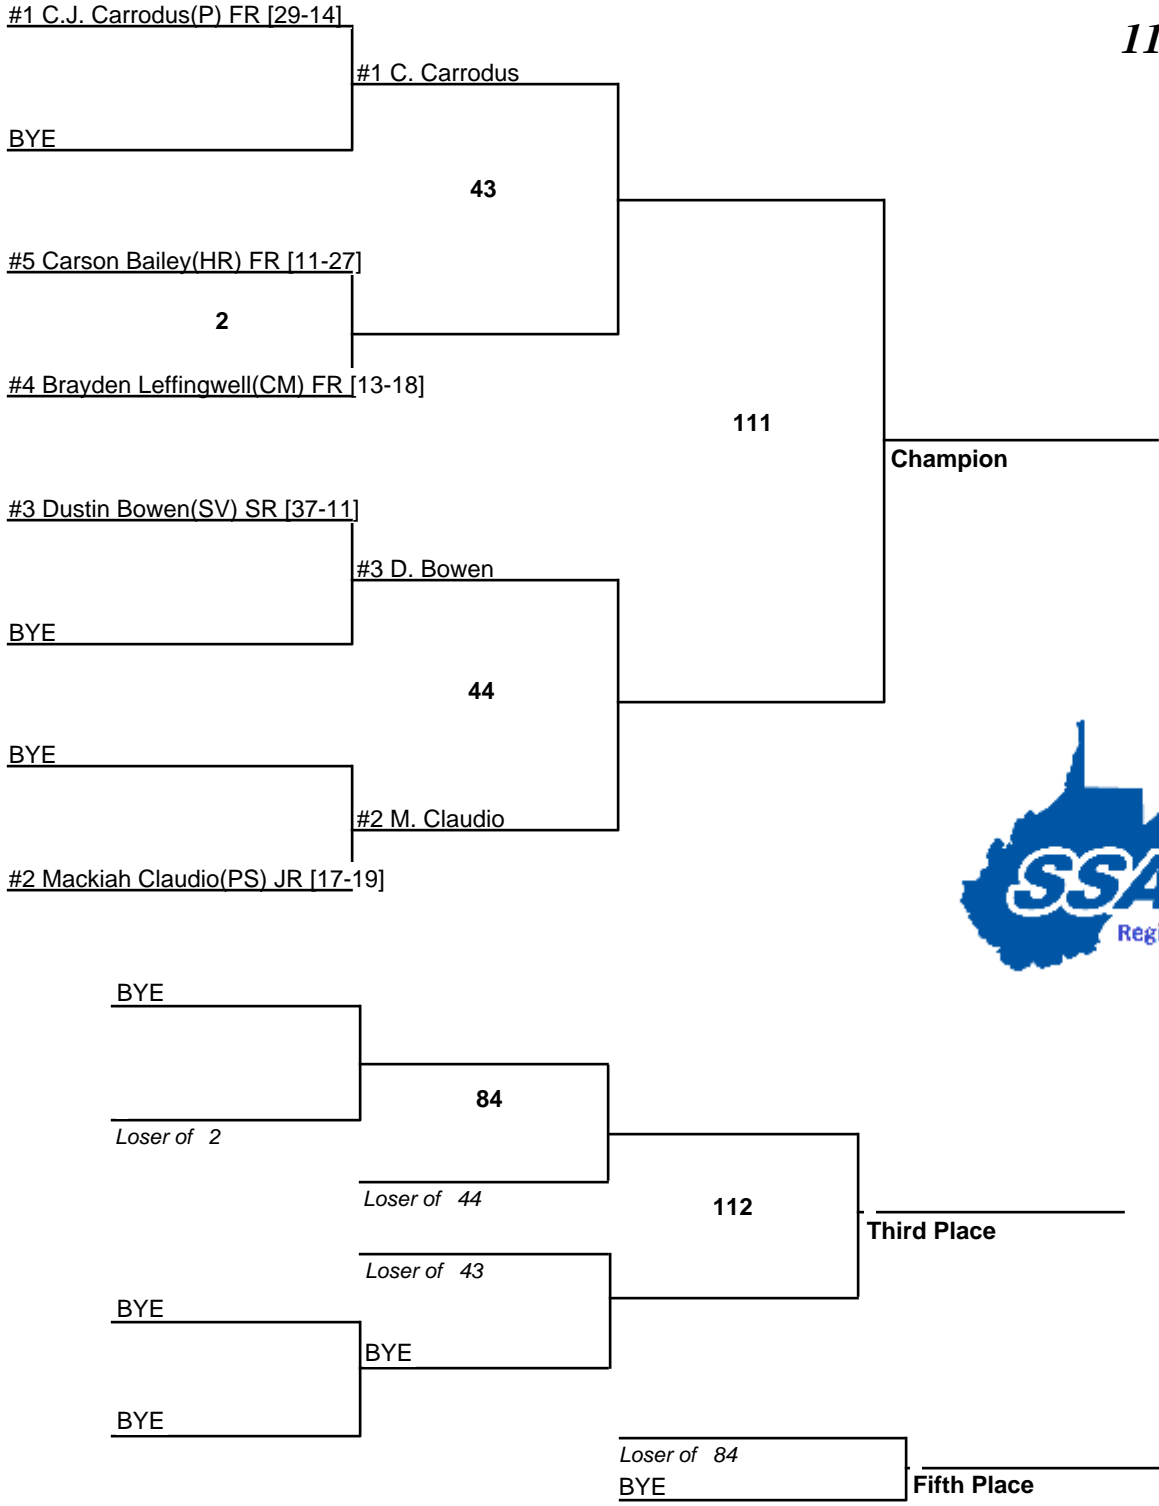 #1 C.J. Carrodus(P) FR [29-14]
11
#1 C. Carrodus
BYE
43
#5 Carson Bailey(HR) FR [11-27]
2
#4 Brayden Leffingwell(CM) FR [13-18]
111
Champion
#3 Dustin Bowen(SV) SR [37-11]
#3 D. Bowen
BYE
44
BYE
#2 M. Claudio
#2 Mackiah Claudio(PS) JR [17-19]
SSA
Regi
BYE
84
Loser of 2
Loser of 44
112
Third Place
Loser of 43
BYE
BYE
BYE
Loser of 84
BYE
Fifth Place